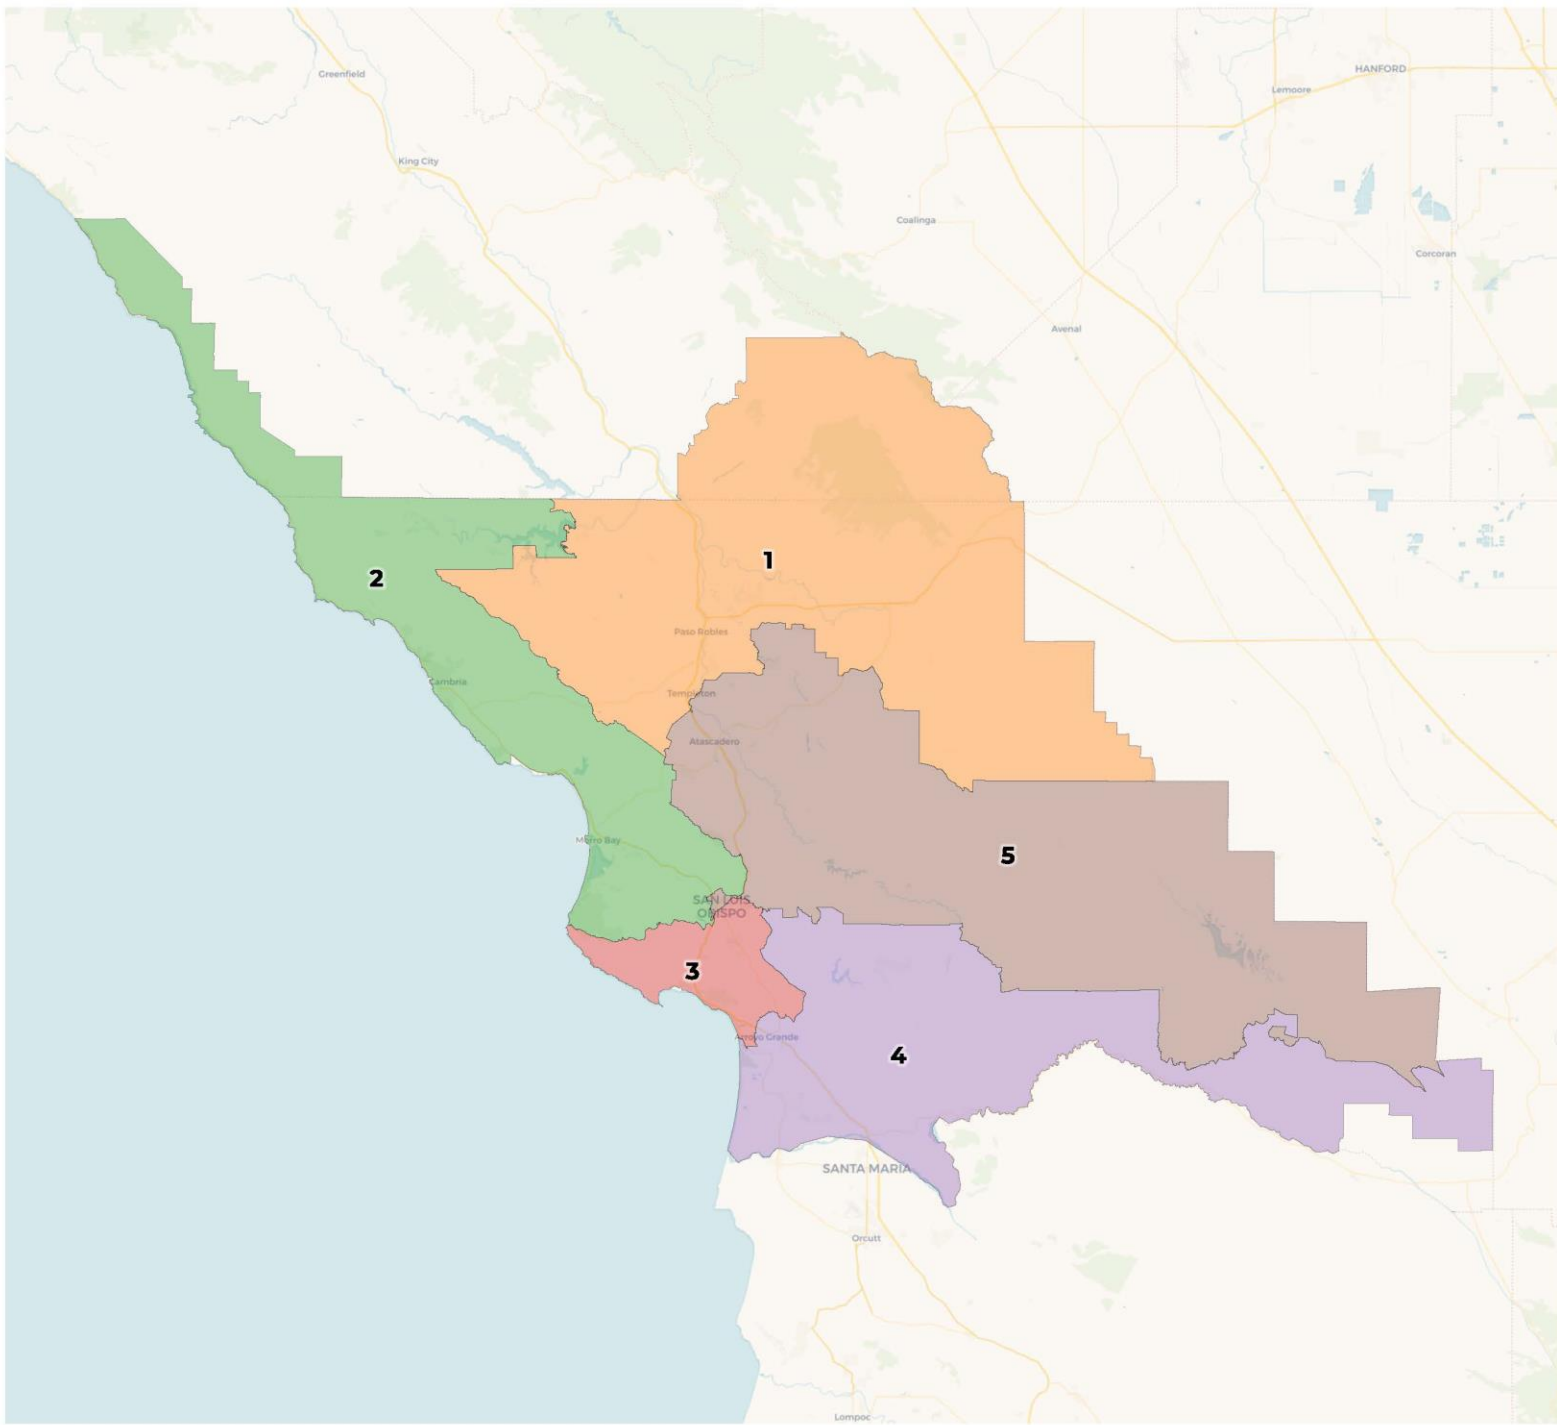 Greenfield
HANFORD
Lemoore
King City
Coalinga
Corcoran
Avenal
1
2
Paso Robles
Cambria
Templeton
Atascadero
Morro Bay
5
SAN LUIS
OBISPO
3
Arroyo Grande
4
SANTA MARIA
Orcutt
Lompoc